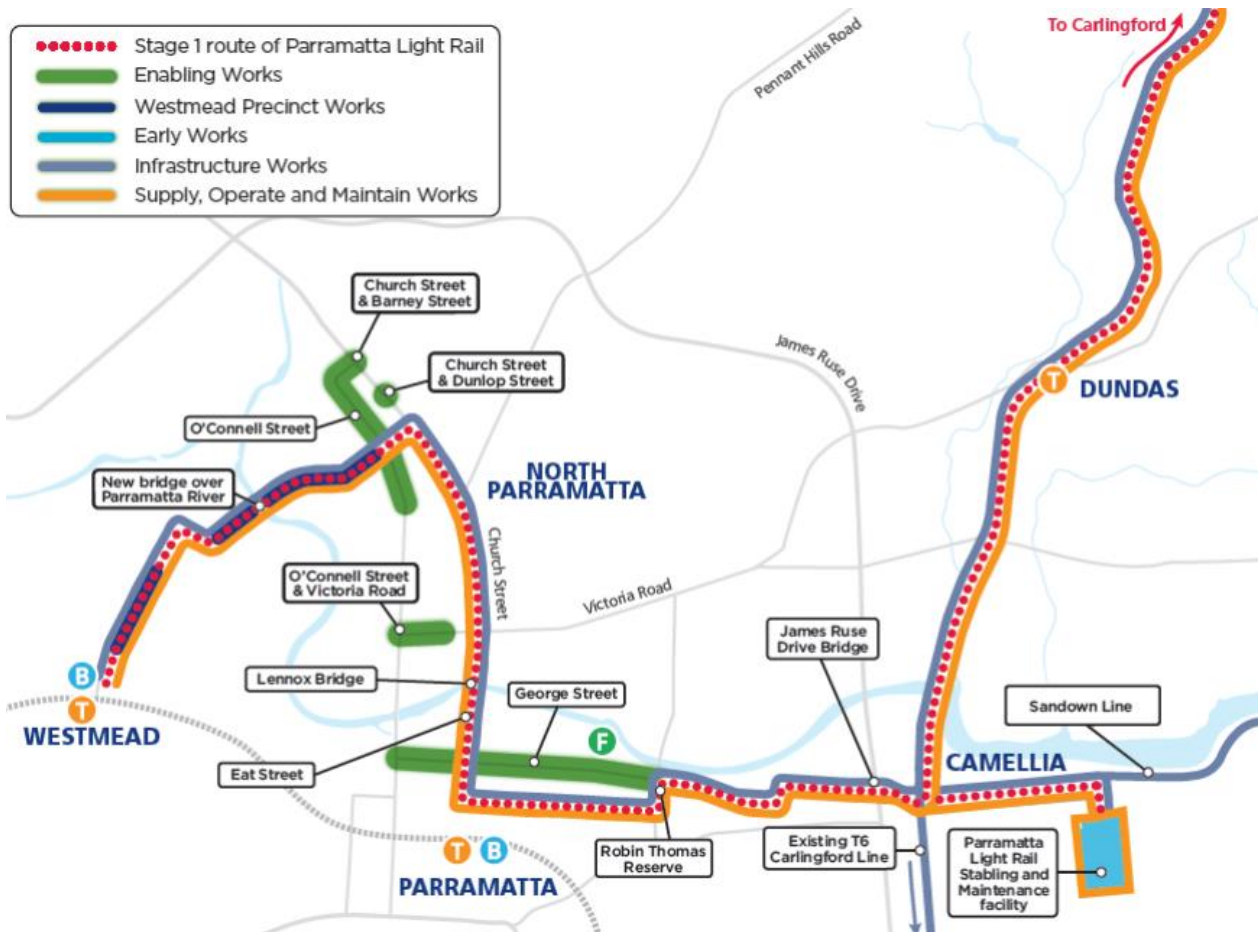 Stage 1 route of Parramatta Light Rail
Enabling Works
Westmead Precinct Works
Early Works
Infrastructure Works
Supply, Operate and Maintain Works
To Carlingford
Pennant Hills Road
Church Street
& Barney Street
Church Street
& Dunlop Street
James Ruse Drive
T
DUNDAS
O'Connell Street
New bridge over
Parramatta River
NORTH
PARRAMATTA
Church Street
O'Connell Street
& Victoria Road
Victoria Road
James Ruse
Drive Bridge
B
T
WESTMEAD
Lennox Bridge
George Street
Sandown Line
F
Eat Street
CAMELLIA
T B
PARRAMATTA
Robin Thomas
Reserve
Existing T6
Carlingford Line
Parramatta
Light Rail
Stabling and
Maintenance
facility